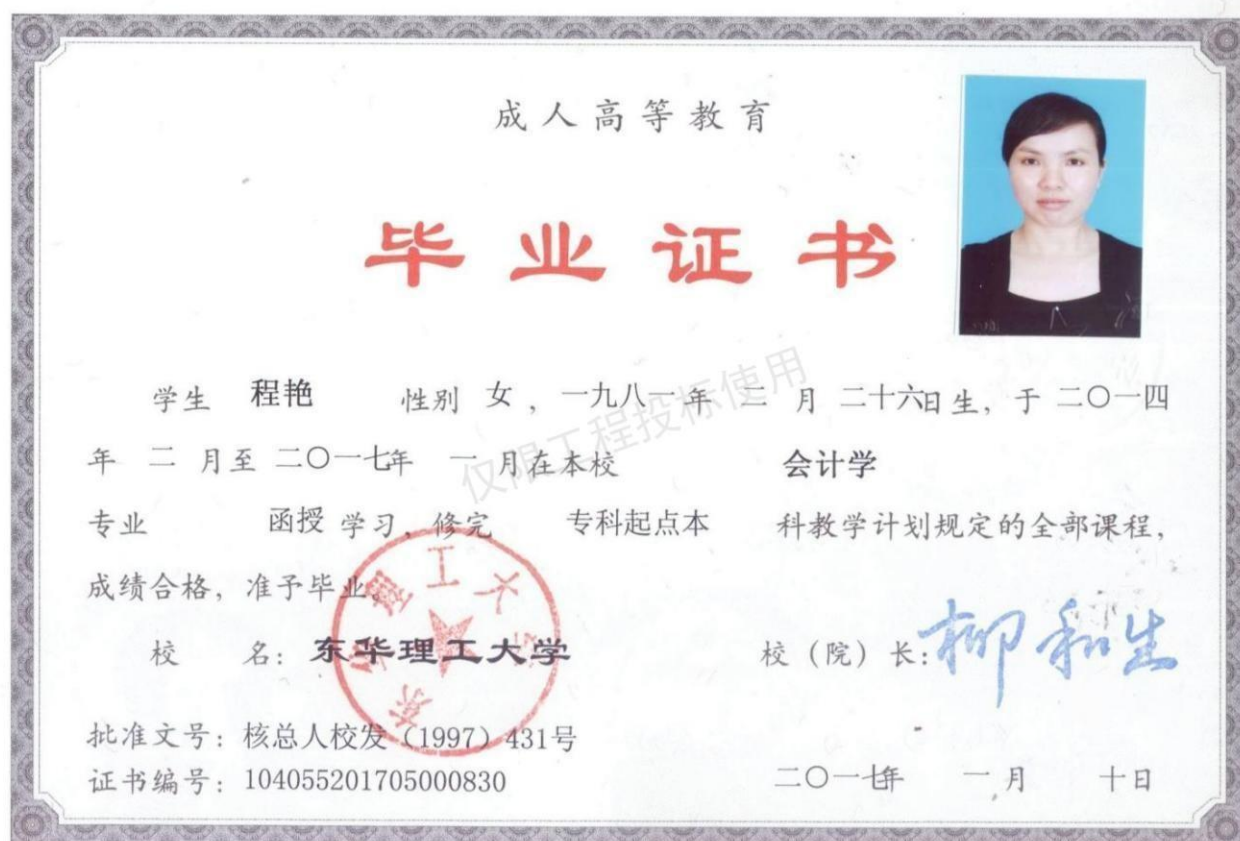 成人高等教育
毕业证书
学生 程艳 性别 女 ，一九八一 年 二 月 二十六日 生，于 二〇一四
年 二 月至 二〇一七年 一 月在本校 会计学
专业 函授 学习，修完 专科起点本 科教学计划规定的全部课程，
成绩合格，准予毕业。
校 名：东华理工大学 校（院）长：柳和生
批准文号：核总人校发（1997）431号
证书编号：104055201705000830 二〇一七年 一 月 十日
仅限工程投标使用
东华理工大学